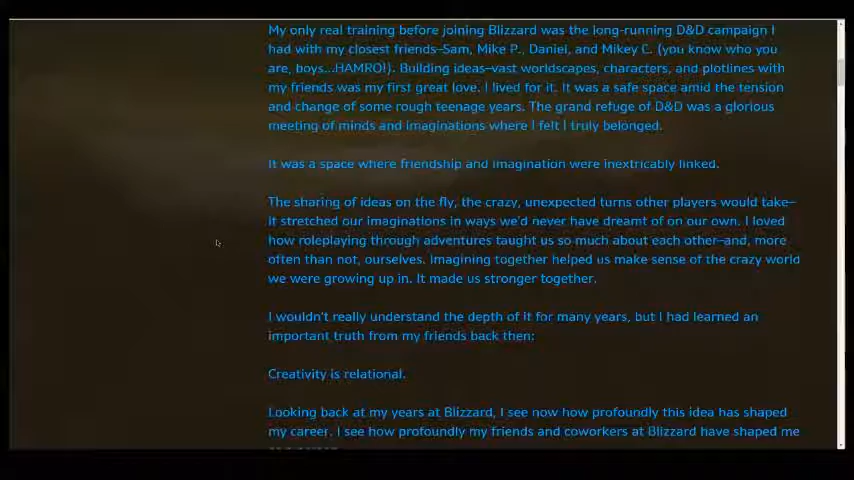 My only real training before joining Blizzard was the long-running D&D campaign I
had with my closest friends–Sam, Mike P., Daniel, and Mikey C. (you know who you
are, boys...HAMRO!). Building ideas–vast worldscapes, characters, and plotlines with
my friends was my first great love. I lived for it. It was a safe space amid the tension
and change of some rough teenage years. The grand refuge of D&D was a glorious
meeting of minds and imaginations where I felt I truly belonged.
It was a space where friendship and imagination were inextricably linked.
The sharing of ideas on the fly, the crazy, unexpected turns other players would take–
it stretched our imaginations in ways we'd never have dreamt of on our own. I loved
how roleplaying through adventures taught us so much about each other–and, more
often than not, ourselves. Imagining together helped us make sense of the crazy world
we were growing up in. It made us stronger together.
I wouldn't really understand the depth of it for many years, but I had learned an
important truth from my friends back then:
Creativity is relational.
Looking back at my years at Blizzard, I see now how profoundly this idea has shaped
my career. I see how profoundly my friends and coworkers at Blizzard have shaped me